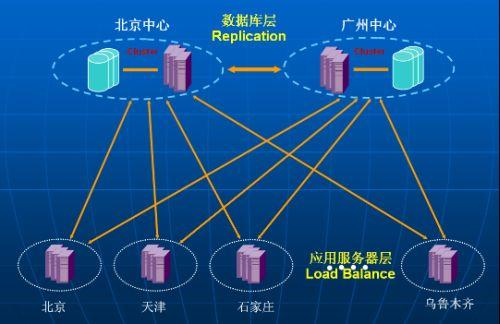 北京中心
数据库层
Replication
广州中心
Cluster
Cluster
应用服务器层
Load Balance
北京
天津
石家庄
乌鲁木齐